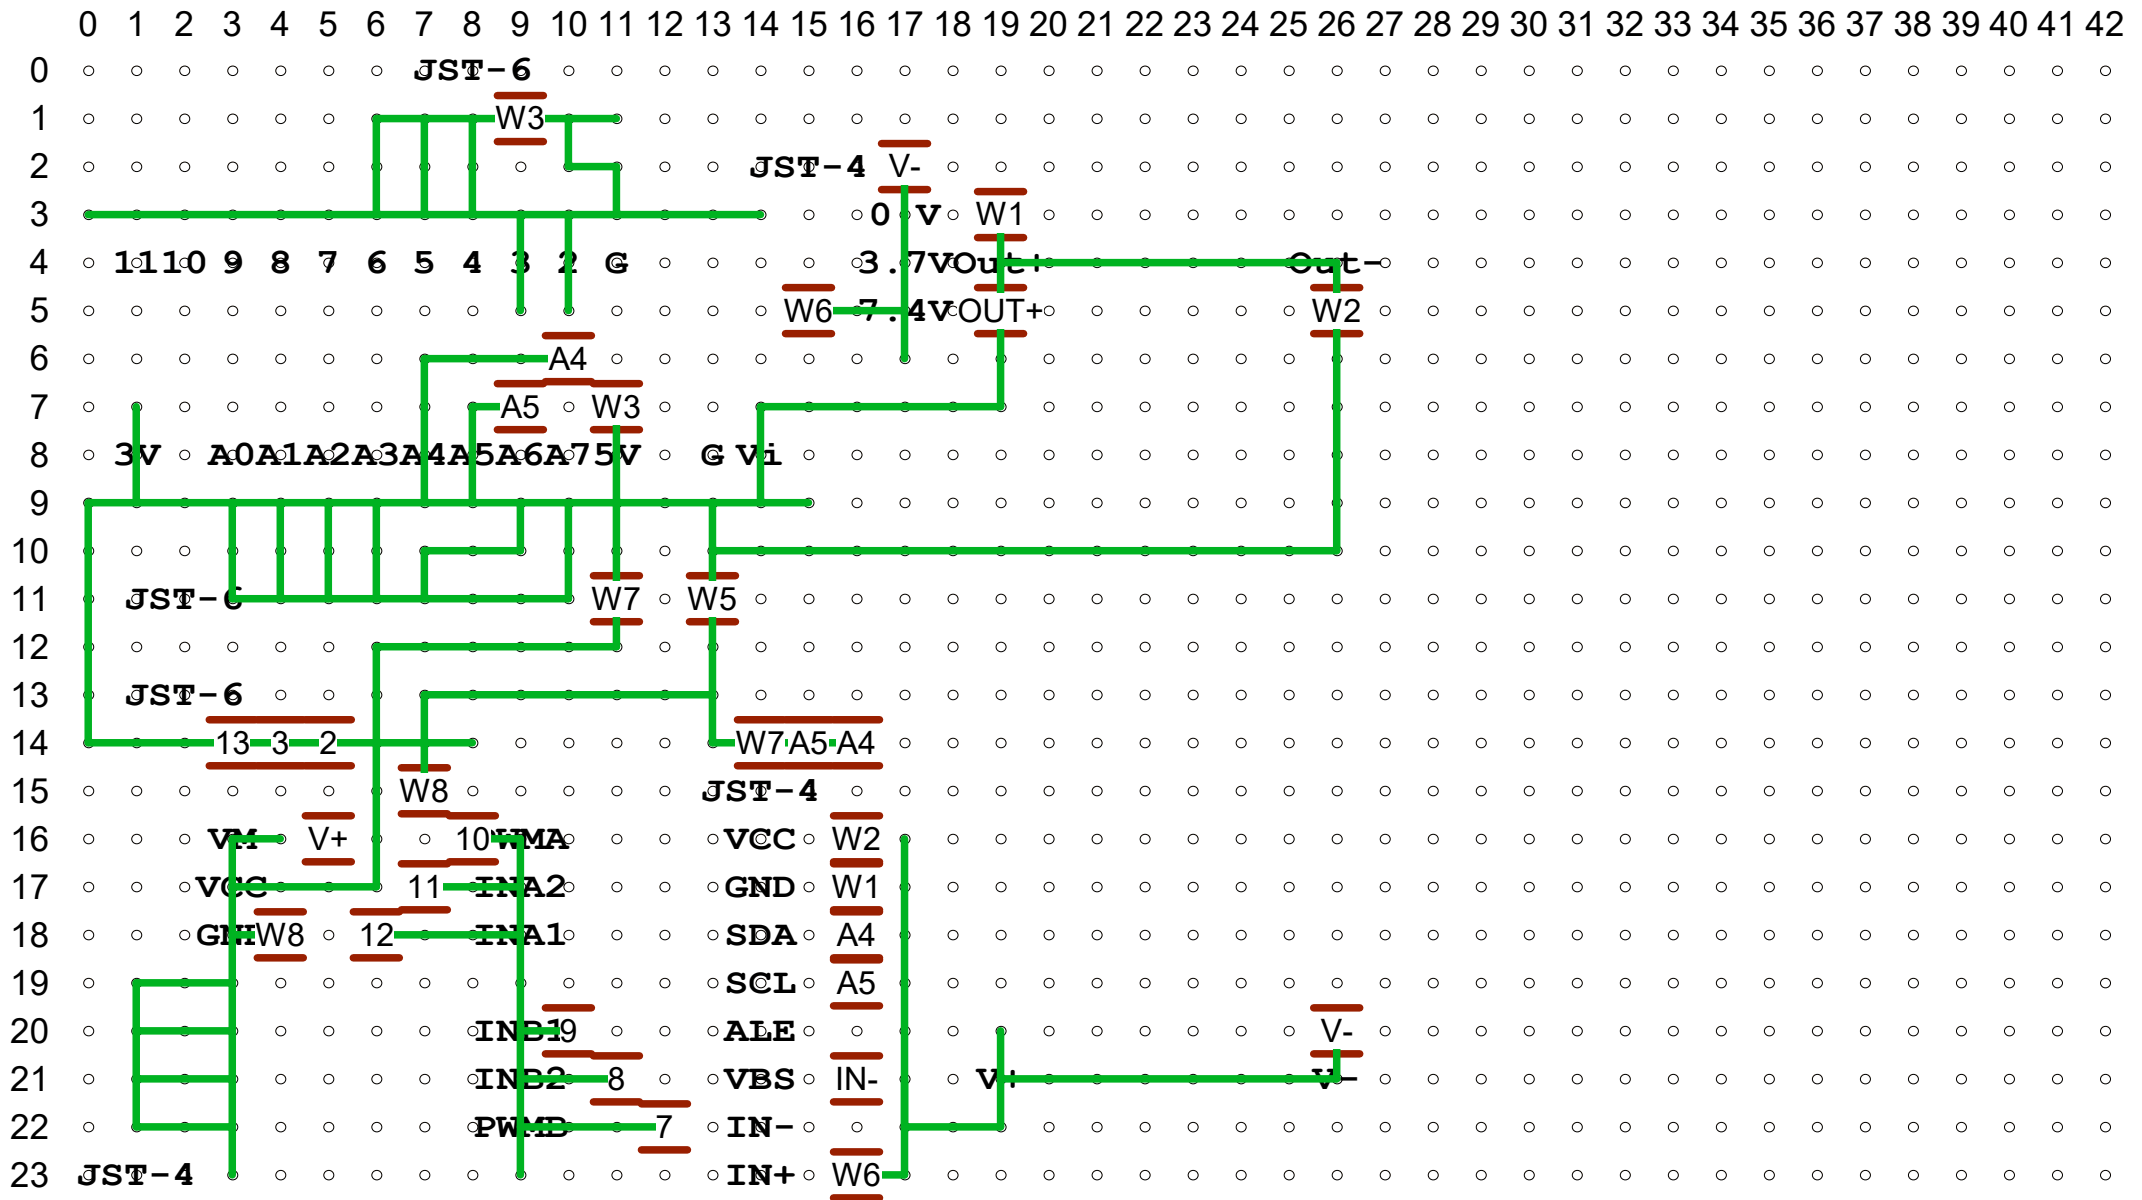 0 1 2 3 4 5 6 7 8 9 10 11 12 13 14 15 16 17 18 19 20 21 22 23 24 25 26 27 28 29 30 31 32 33 34 35 36 37 38 39 40 41 42
0 JST-6
1 W3
2 JST-4 V-
3 0 V W1
4 11 10 9 8 7 6 5 4 3 2 G 3.7V Out+ Out-
5 W6 7.4V OUT+ W2
6 A4
7 A5 W3
8 3V A0 A1 A2 A3 A4 A5 A6 A7 5V G Vi
9
10
11 JST-6 W7 W5
12
13 JST-6
14 13 3 2 W7 A5 A4
15 W8 JST-4
16 VM V+ 10 WMA VCC W2
17 VCC 11 INA2 GND W1
18 W8 12 INA1 SDA A4
19 SCL A5
20 INB1 9 ALE V-
21 INB2 8 VBS IN- V+ V-
22 PWMB 7 IN-
23 JST-4 IN+ W6